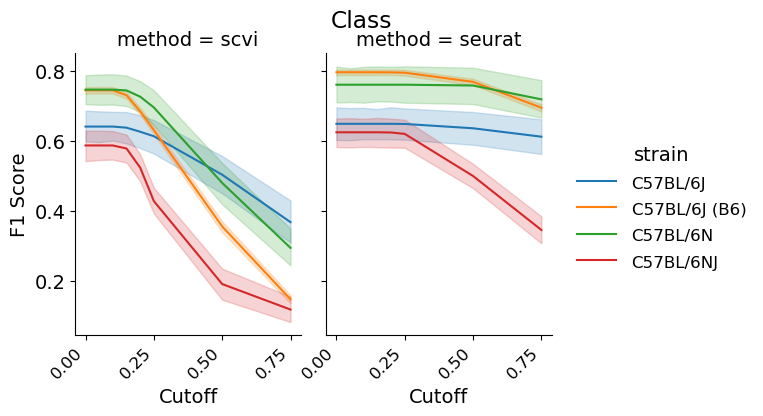 Class
method = scvi
method = seurat
F1 Score
0.8
0.6
0.4
0.2
0.00
0.25
0.50
0.75
Cutoff
0.00
0.25
0.50
0.75
Cutoff
strain
C57BL/6J
C57BL/6J (B6)
C57BL/6N
C57BL/6NJ